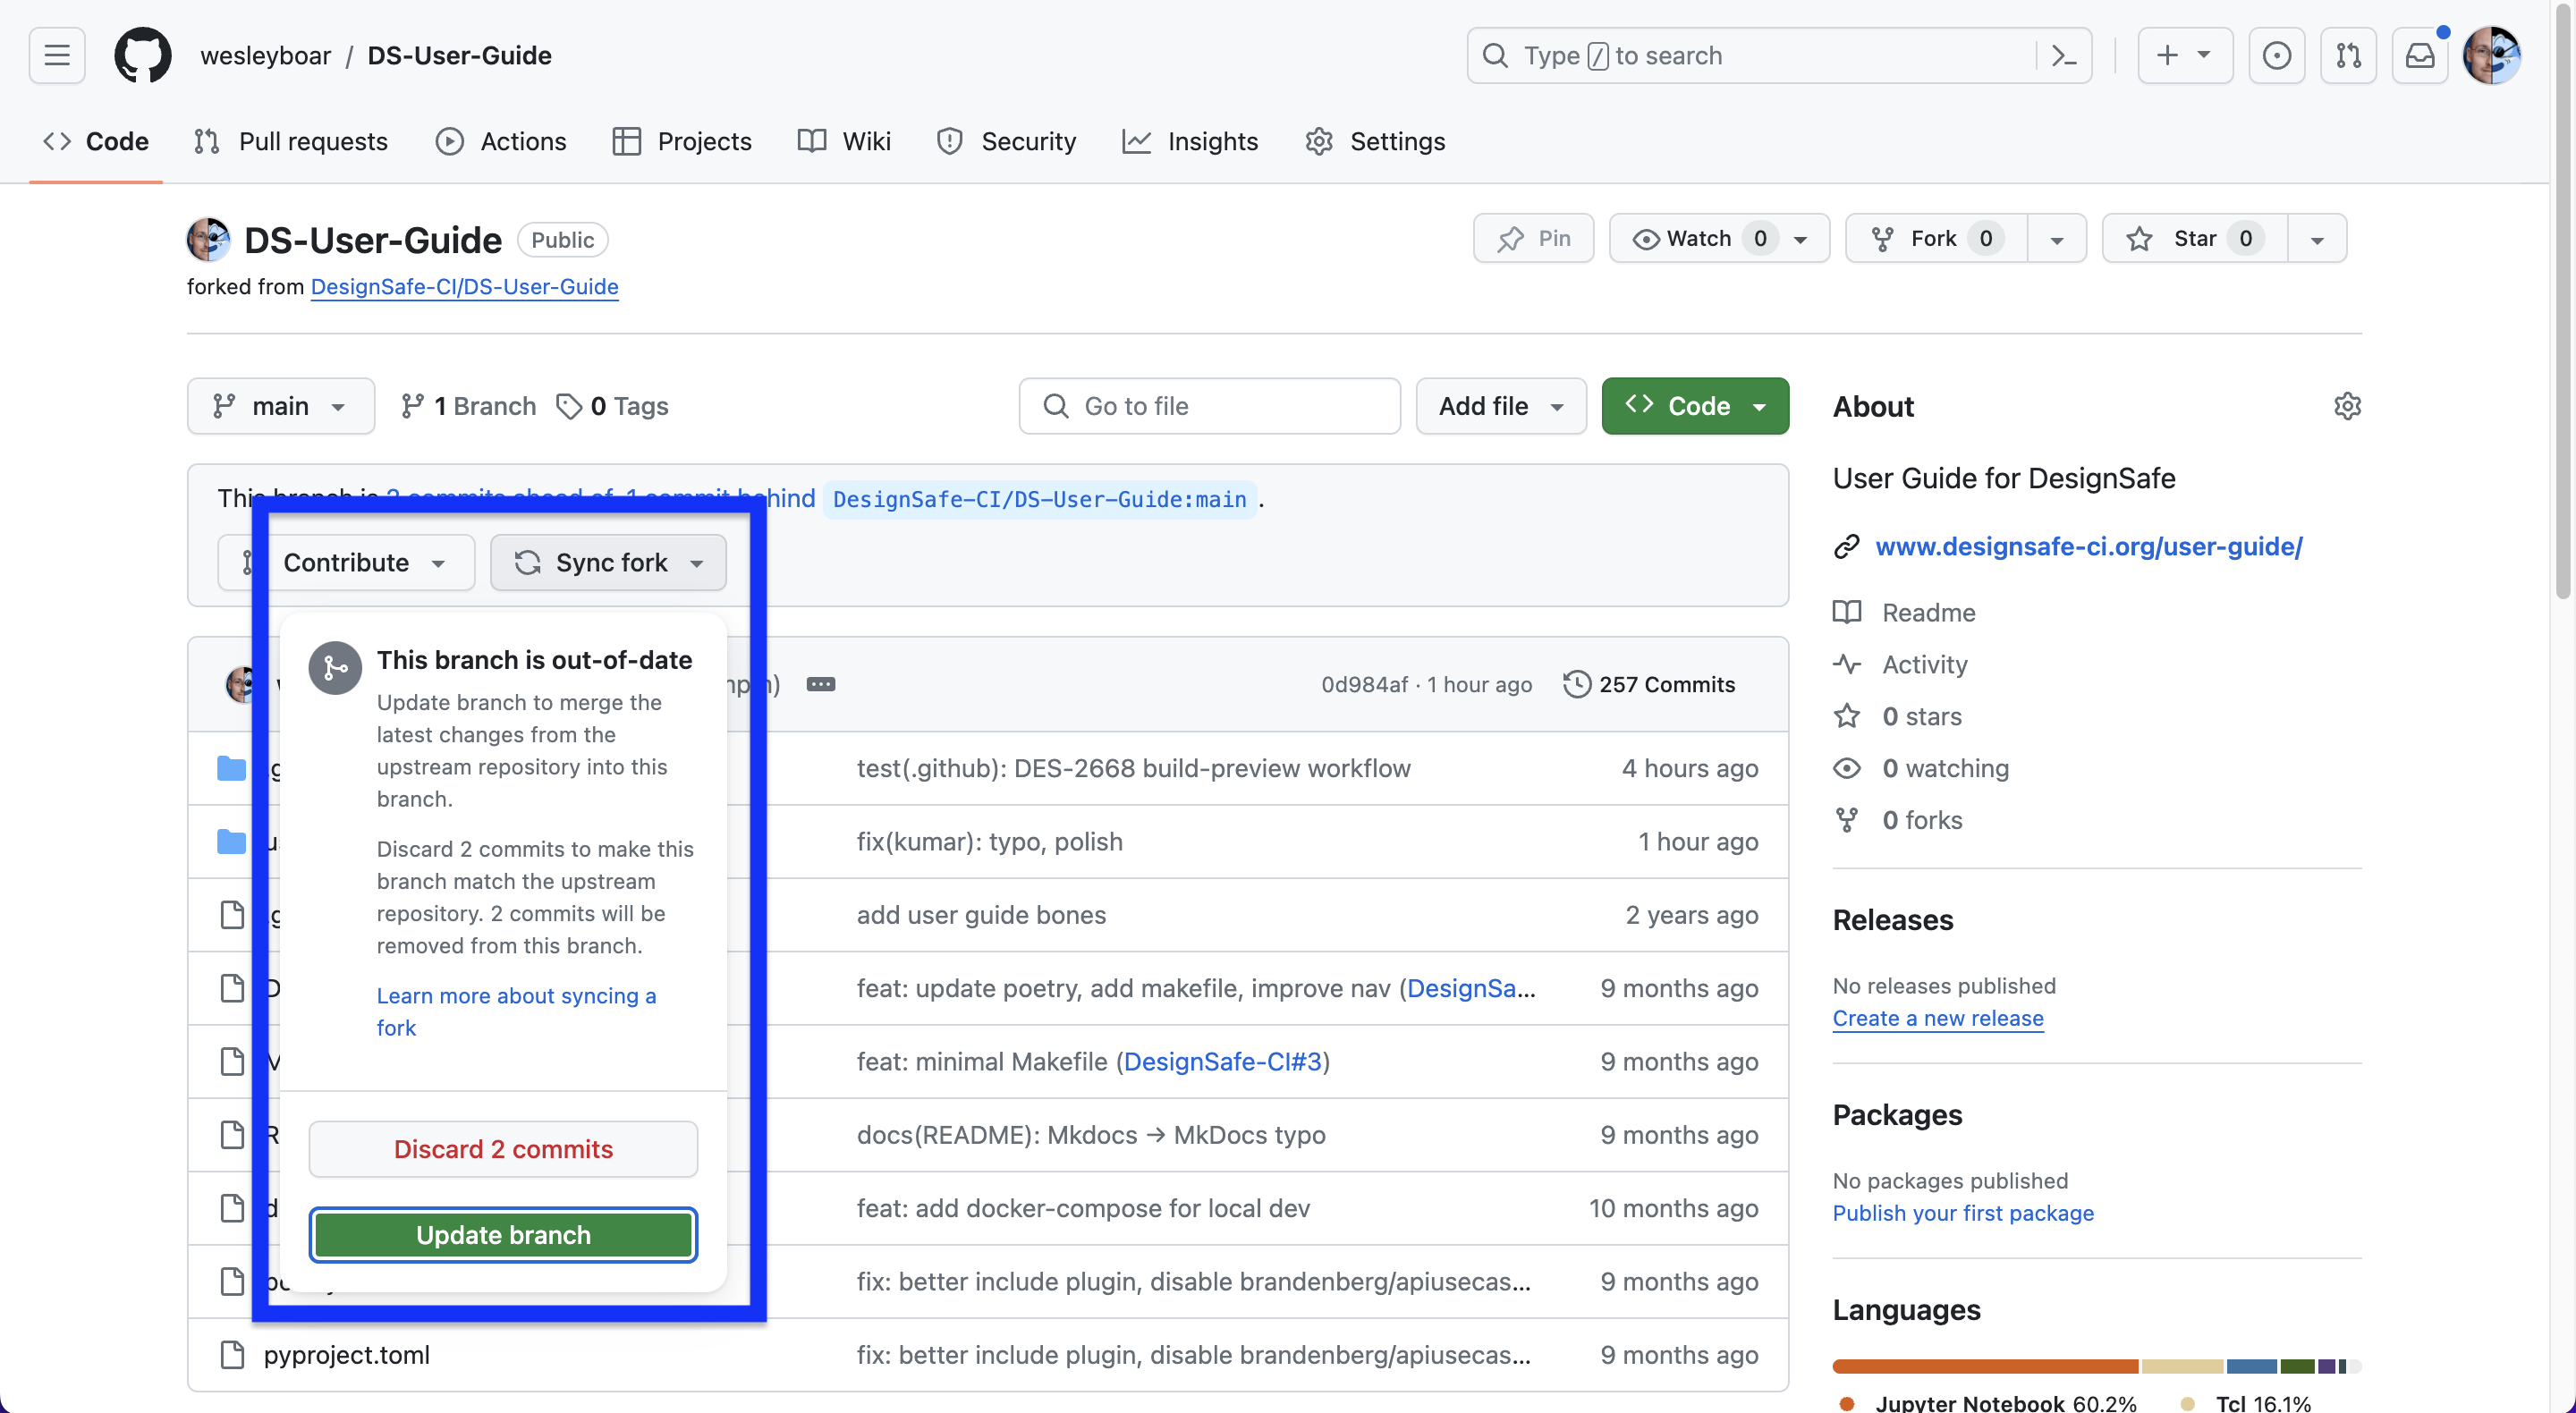 wesleyboar / DS-User-Guide
Type / to search
Code Pull requests Actions Projects Wiki Security Insights Settings
DS-User-Guide Public
Pin Watch 0 Fork 0 Star 0
forked from DesignSafe-CI/DS-User-Guide
main 1 Branch 0 Tags
Go to file Add file Code
This branch is 2 commits ahead of, 1 commit behind DesignSafe-CI/DS-User-Guide:main .
Contribute Sync fork
This branch is out-of-date
Update branch to merge the
latest changes from the
upstream repository into this
branch.
Discard 2 commits to make this
branch match the upstream
repository. 2 commits will be
removed from this branch.
Learn more about syncing a
fork
Discard 2 commits
Update branch
0d984af · 1 hour ago 257 Commits
test(.github): DES-2668 build-preview workflow 4 hours ago
fix(kumar): typo, polish 1 hour ago
add user guide bones 2 years ago
feat: update poetry, add makefile, improve nav (DesignSa... 9 months ago
feat: minimal Makefile (DesignSafe-CI#3) 9 months ago
docs(README): Mkdocs → MkDocs typo 9 months ago
feat: add docker-compose for local dev 10 months ago
fix: better include plugin, disable brandenberg/apiusecas... 9 months ago
pyproject.toml fix: better include plugin, disable brandenberg/apiusecas... 9 months ago
About
User Guide for DesignSafe
www.designsafe-ci.org/user-guide/
Readme
Activity
0 stars
0 watching
0 forks
Releases
No releases published
Create a new release
Packages
No packages published
Publish your first package
Languages
Jupyter Notebook 60.2% Tcl 16.1%